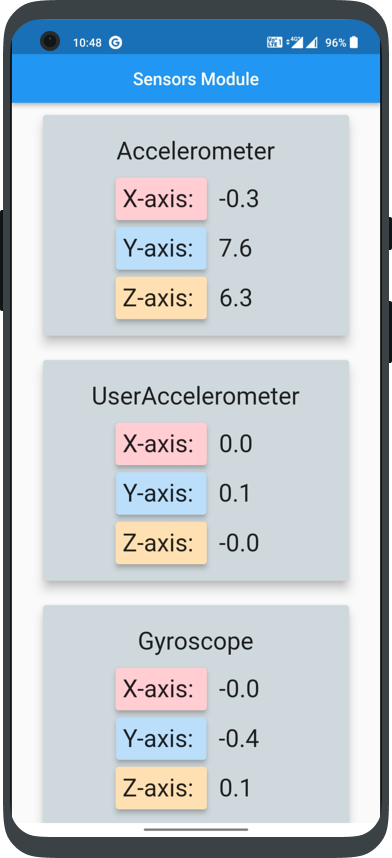 10:48 G 96%
Sensors Module
Accelerometer
X-axis: -0.3
Y-axis: 7.6
Z-axis: 6.3
UserAccelerometer
X-axis: 0.0
Y-axis: 0.1
Z-axis: -0.0
Gyroscope
X-axis: -0.0
Y-axis: -0.4
Z-axis: 0.1